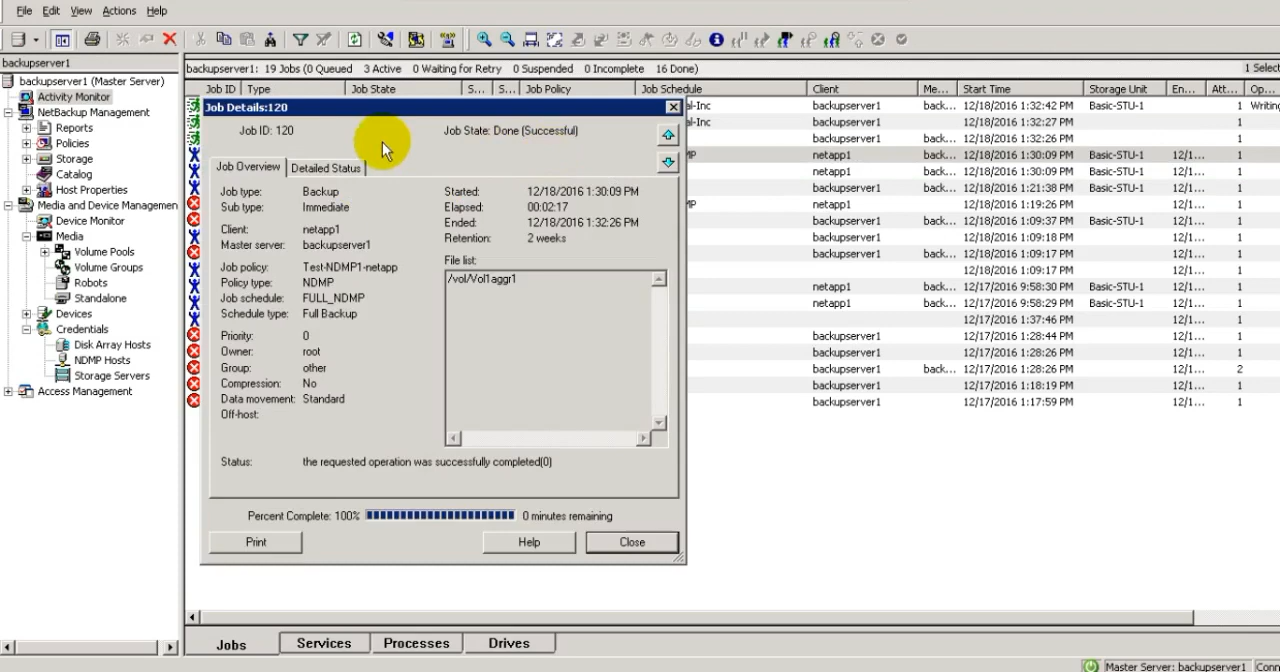 File Edit View Actions Help
backupserver1
backupserver1: 19 Jobs (0 Queued 3 Active 0 Waiting for Retry 0 Suspended 0 Incomplete 16 Done)
1 Select
backupserver1 (Master Server)
Activity Monitor
NetBackup Management
Reports
Policies
Storage
Catalog
Host Properties
Media and Device Managemen
Device Monitor
Media
Volume Pools
Volume Groups
Robots
Standalone
Devices
Credentials
Disk Array Hosts
NDMP Hosts
Storage Servers
Access Management
Job ID Type Job State S... S... Job Policy Job Schedule Client Me... Start Time Storage Unit En... Att... Op...
al-Inc backupserver1 back... 12/18/2016 1:32:42 PM Basic-STU-1 1 Writing
al-Inc backupserver1 back... 12/18/2016 1:32:27 PM 1
backupserver1 back... 12/18/2016 1:32:26 PM 1
MP netapp1 back... 12/18/2016 1:30:09 PM Basic-STU-1 12/1... 1
netapp1 back... 12/18/2016 1:30:09 PM Basic-STU-1 12/1... 1
backupserver1 back... 12/18/2016 1:21:38 PM Basic-STU-1 12/1... 1
MP netapp1 back... 12/18/2016 1:19:26 PM 12/1... 1
backupserver1 back... 12/18/2016 1:09:37 PM Basic-STU-1 12/1... 1
backupserver1 back... 12/18/2016 1:09:18 PM 12/1... 1
backupserver1 back... 12/18/2016 1:09:17 PM 12/1... 1
backupserver1 12/18/2016 1:09:17 PM 12/1... 1
netapp1 back... 12/17/2016 9:58:30 PM Basic-STU-1 12/1... 1
netapp1 back... 12/17/2016 9:58:29 PM Basic-STU-1 12/1... 1
12/17/2016 1:37:46 PM 12/1... 1
backupserver1 12/17/2016 1:28:44 PM 12/1... 1
backupserver1 12/17/2016 1:28:26 PM 12/1... 1
backupserver1 back... 12/17/2016 1:28:26 PM 12/1... 2
backupserver1 12/17/2016 1:18:19 PM 12/1... 1
backupserver1 12/17/2016 1:17:59 PM 12/1... 1
Job Details:120
Job ID: 120 Job State: Done (Successful)
Job Overview Detailed Status
Job type: Backup
Sub type: Immediate
Client: netapp1
Master server: backupserver1
Job policy: Test-NDMP1-netapp
Policy type: NDMP
Job schedule: FULL_NDMP
Schedule type: Full Backup
Priority: 0
Owner: root
Group: other
Compression: No
Data movement: Standard
Off-host:
Started: 12/18/2016 1:30:09 PM
Elapsed: 00:02:17
Ended: 12/18/2016 1:32:26 PM
Retention: 2 weeks
File list:
/vol/Vol1aggr1
Status: the requested operation was successfully completed(0)
Percent Complete: 100% 0 minutes remaining
Print Help Close
Jobs Services Processes Drives
Master Server: backupserver1 Conn